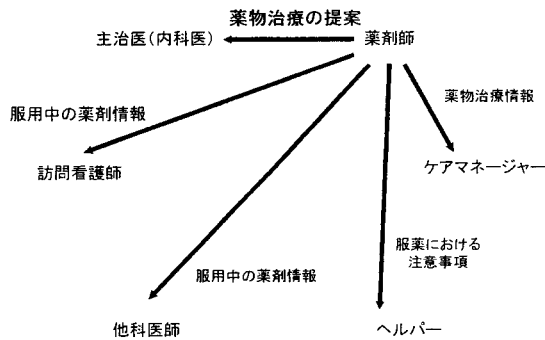 薬物治療の提案
主治医(内科医)
薬剤師
薬物治療情報
服用中の薬剤情報
訪問看護師
ケアマネージャー
服薬における
注意事項
服用中の薬剤情報
他科医師
ヘルパー